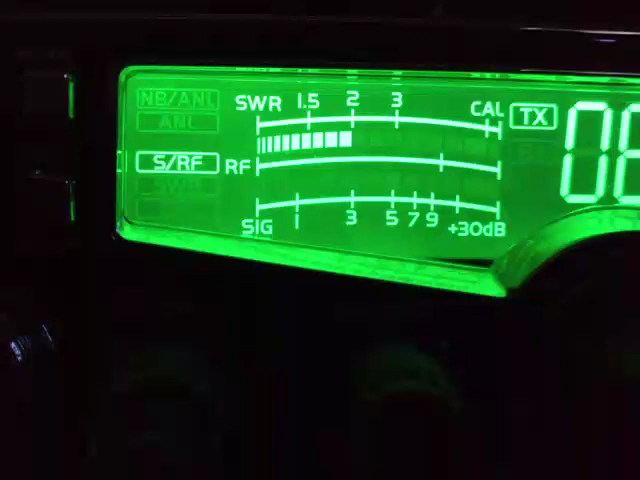 NB/ANL
ANL
S/RF
SWR
SWR 1.5 2 3 CAL
RF
SIG 1 3 5 7 9 +30dB
TX